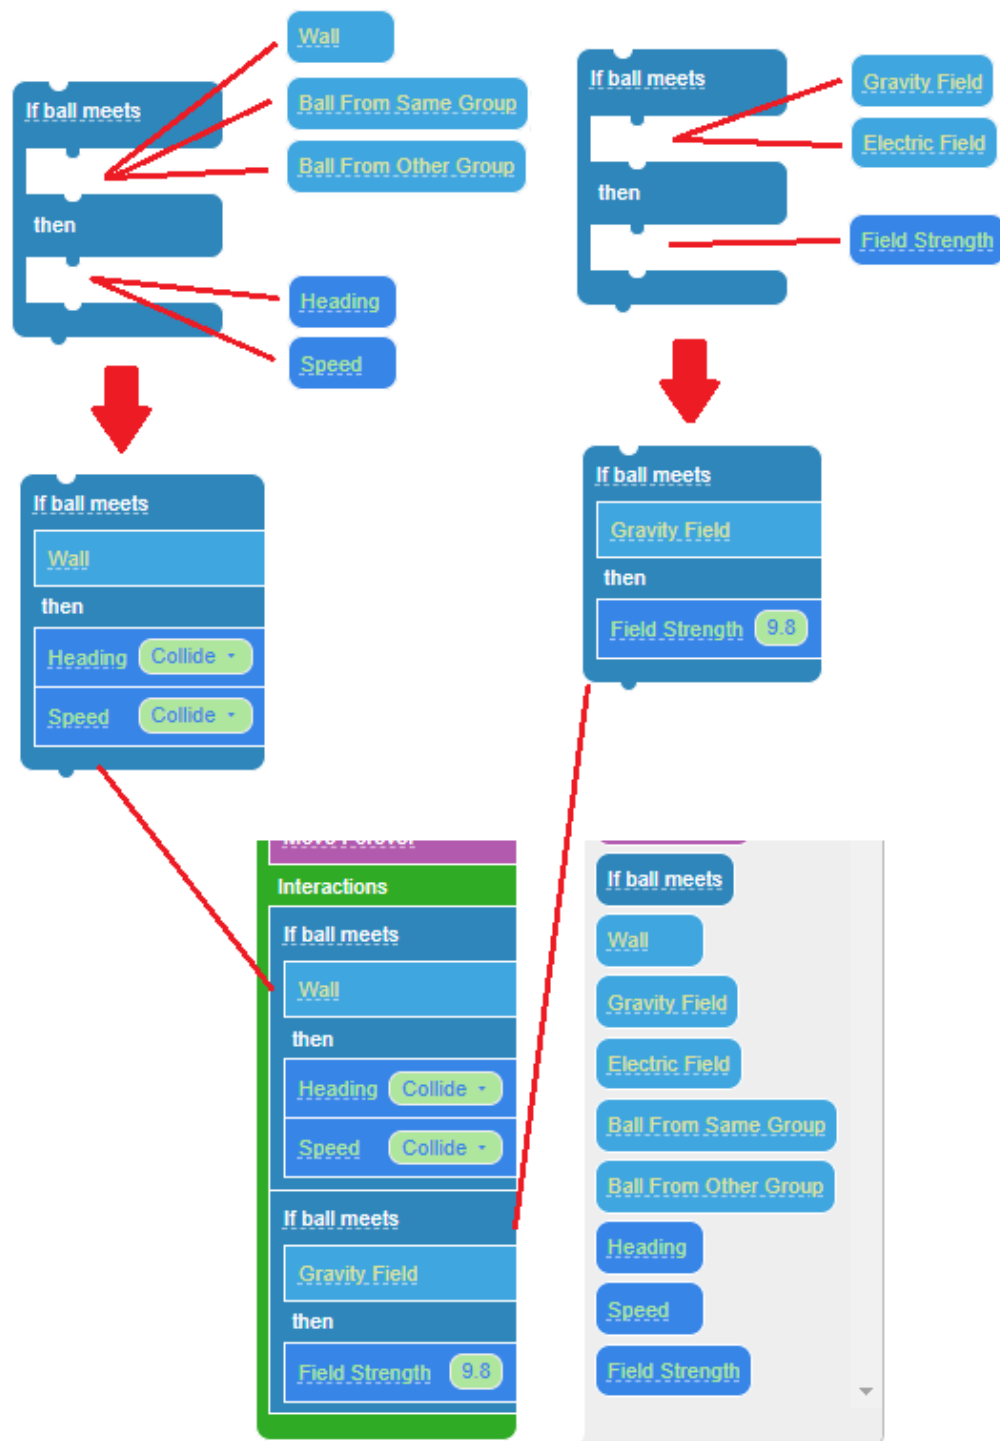 Wall
If ball meets
Ball From Same Group
Ball From Other Group
then
Heading
Speed
If ball meets
Gravity Field
Electric Field
then
Field Strength
If ball meets
Wall
then
Heading Collide
Speed Collide
If ball meets
Gravity Field
then
Field Strength 9.8
Move Forever
Interactions
If ball meets
Wall
then
Heading Collide
Speed Collide
If ball meets
Gravity Field
then
Field Strength 9.8
If ball meets
Wall
Gravity Field
Electric Field
Ball From Same Group
Ball From Other Group
Heading
Speed
Field Strength